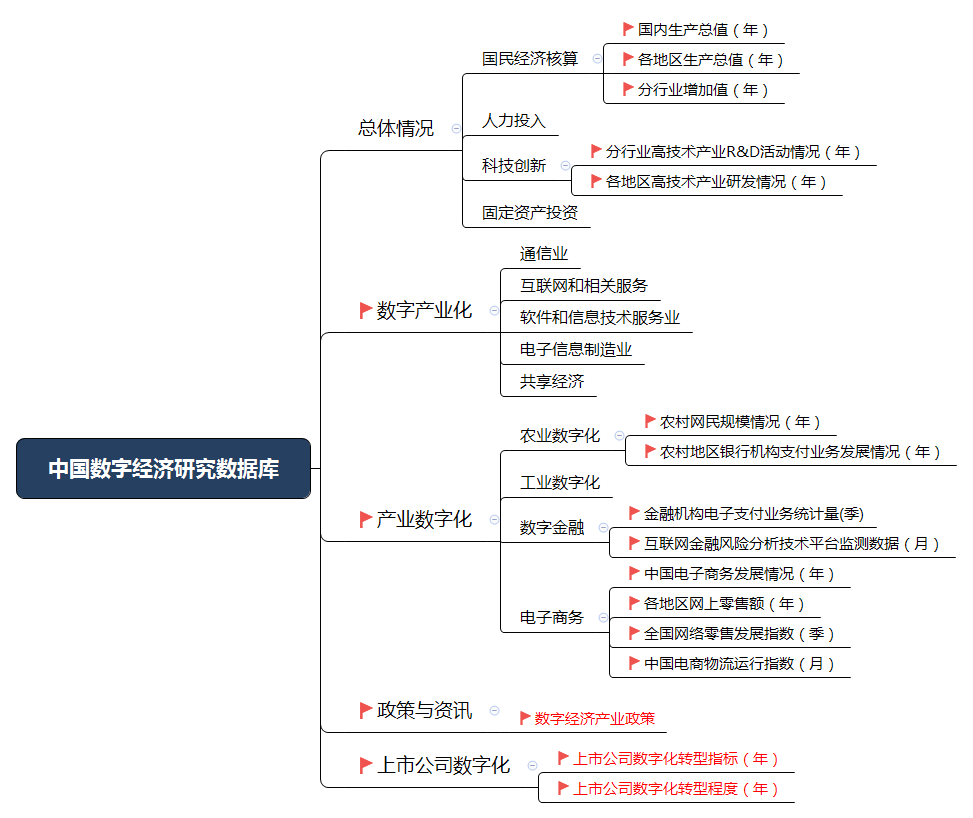 中国数字经济研究数据库
总体情况
国民经济核算
国内生产总值（年）
各地区生产总值（年）
分行业增加值（年）
人力投入
科技创新
分行业高技术产业R&D活动情况（年）
各地区高技术产业研发情况（年）
固定资产投资
数字产业化
通信业
互联网和相关服务
软件和信息技术服务业
电子信息制造业
共享经济
产业数字化
农业数字化
农村网民规模情况（年）
农村地区银行机构支付业务发展情况（年）
工业数字化
数字金融
金融机构电子支付业务统计量(季)
互联网金融风险分析技术平台监测数据（月）
电子商务
中国电子商务发展情况（年）
各地区网上零售额（年）
全国网络零售发展指数（季）
中国电商物流运行指数（月）
政策与资讯
数字经济产业政策
上市公司数字化
上市公司数字化转型指标（年）
上市公司数字化转型程度（年）